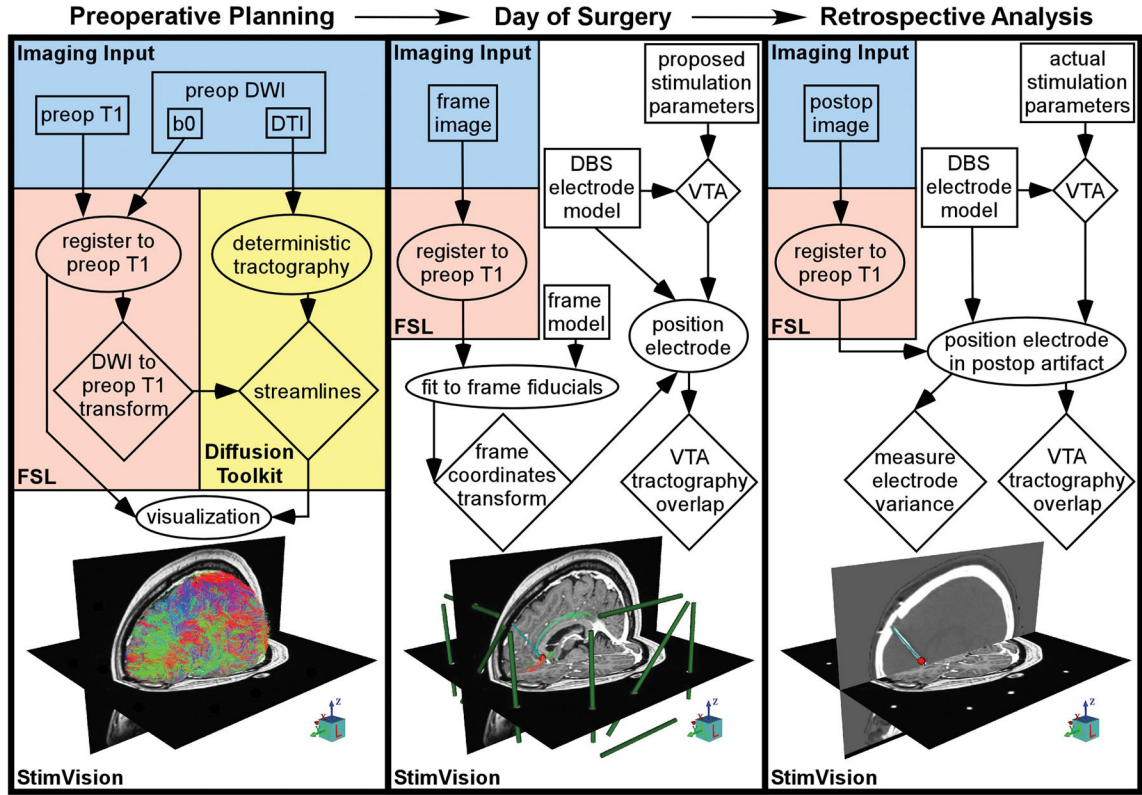 Preoperative Planning
Day of Surgery
Retrospective Analysis
Imaging Input
preop DWI
preop T1
b0
DTI
register to
preop T1
deterministic
tractography
DWI to
preop T1
transform
streamlines
FSL
Diffusion
Toolkit
visualization
x
y
z
L
StimVision
Imaging Input
frame
image
proposed
stimulation
parameters
DBS
electrode
model
VTA
register to
preop T1
FSL
frame
model
position
electrode
fit to frame fiducials
frame
coordinates
transform
VTA
tractography
overlap
x
y
z
L
StimVision
Imaging Input
postop
image
actual
stimulation
parameters
DBS
electrode
model
VTA
register to
preop T1
FSL
position electrode
in postop artifact
measure
electrode
variance
VTA
tractography
overlap
x
y
z
L
StimVision